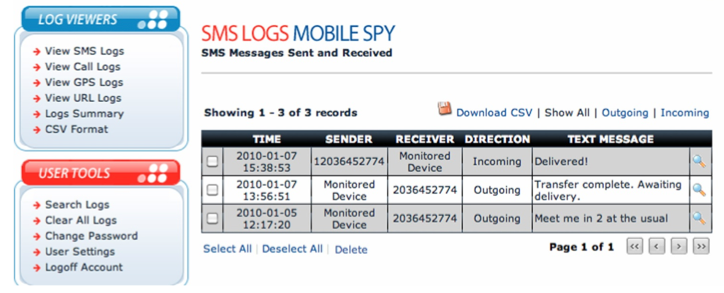 LOG VIEWERS
View SMS Logs
View Call Logs
View GPS Logs
View URL Logs
Logs Summary
CSV Format
USER TOOLS
Search Logs
Clear All Logs
Change Password
User Settings
Logoff Account
SMS LOGS MOBILE SPY
SMS Messages Sent and Received
Showing 1 - 3 of 3 records
Download CSV | Show All | Outgoing | Incoming
TIME SENDER RECEIVER DIRECTION TEXT MESSAGE
2010-01-07 15:38:53 12036452774 Monitored Device Incoming Delivered!
2010-01-07 13:56:51 Monitored Device 2036452774 Outgoing Transfer complete. Awaiting delivery.
2010-01-05 12:17:20 Monitored Device 2036452774 Outgoing Meet me in 2 at the usual
Select All | Deselect All | Delete
Page 1 of 1 << < > >>